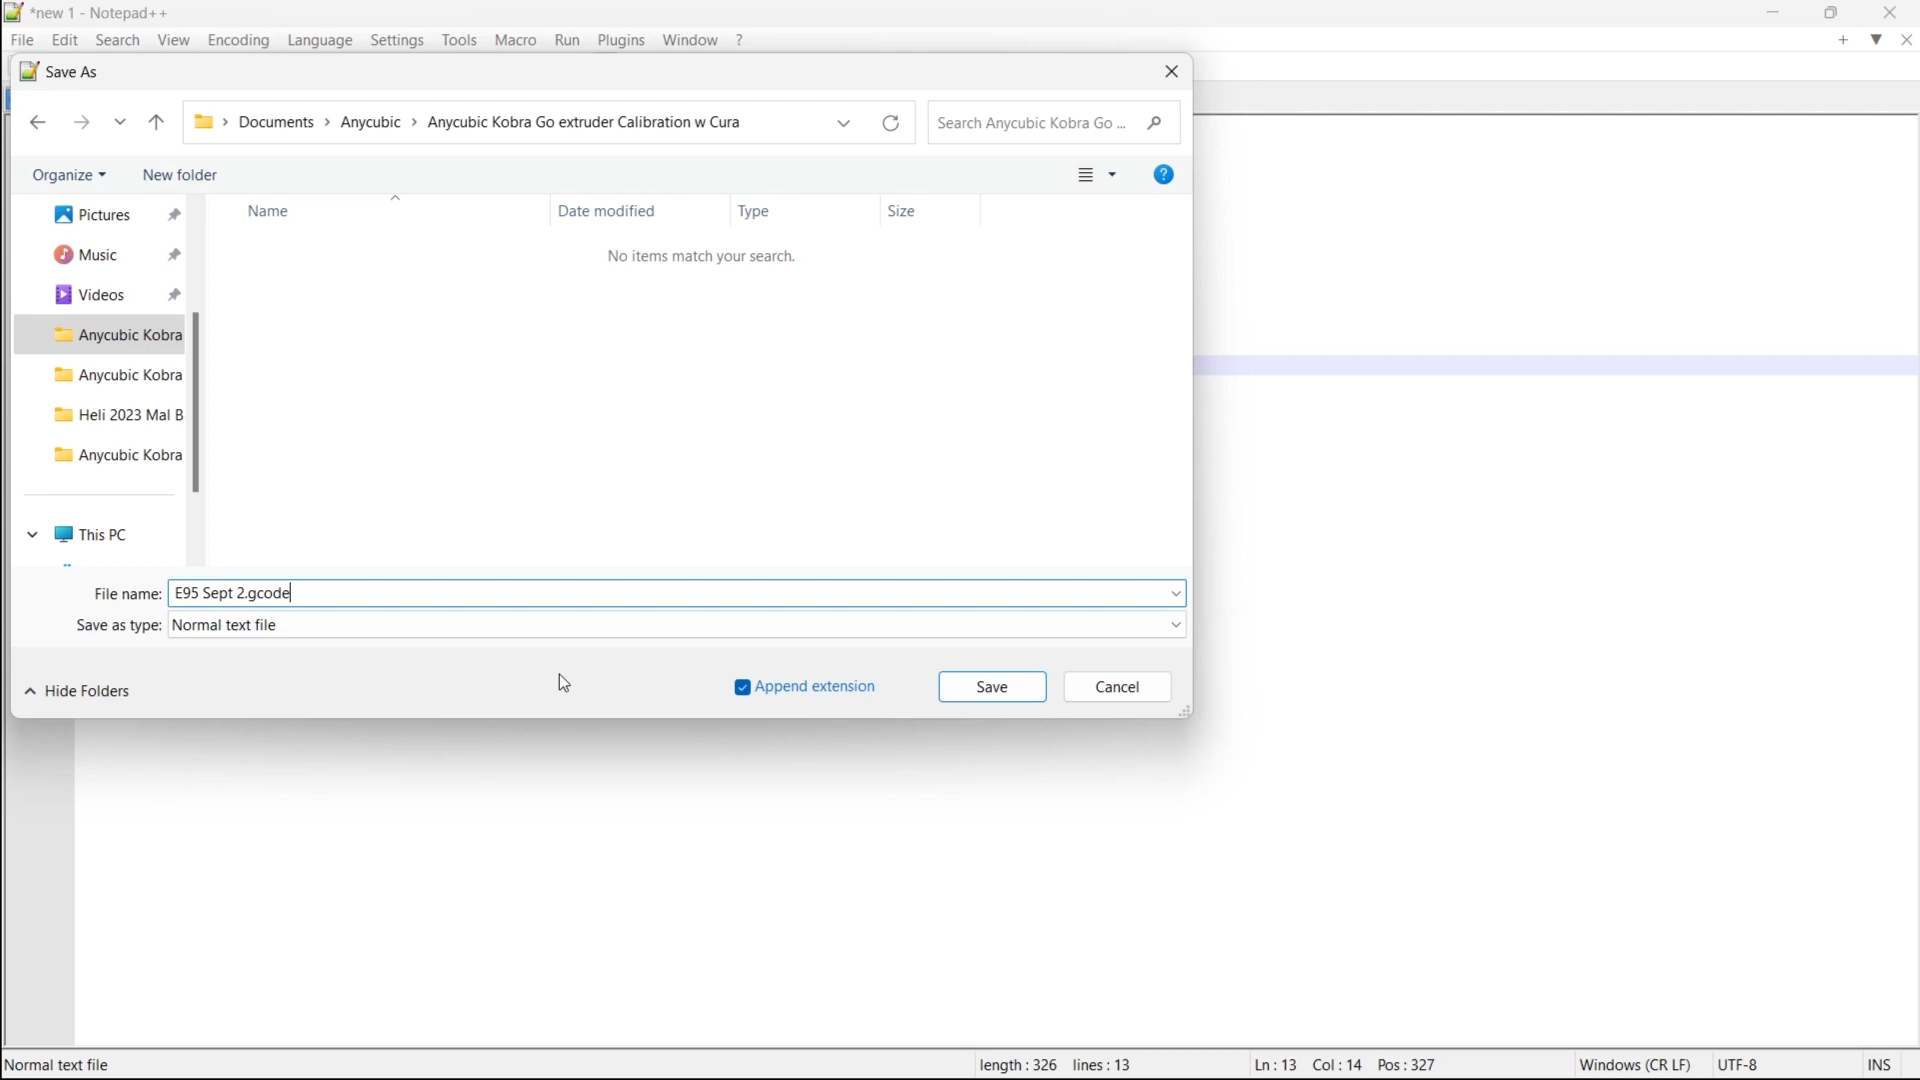 *new 1 - Notepad++
File Edit Search View Encoding Language Settings Tools Macro Run Plugins Window ?
Save As
Documents › Anycubic › Anycubic Kobra Go extruder Calibration w Cura
Search Anycubic Kobra Go ...
Organize New folder
Name Date modified Type Size
No items match your search.
Pictures
Music
Videos
Anycubic Kobra
Anycubic Kobra
Heli 2023 Mal B
Anycubic Kobra
This PC
File name: E95 Sept 2.gcode
Save as type: Normal text file
Hide Folders
Append extension
Save
Cancel
Normal text file length : 326 lines : 13 Ln : 13 Col : 14 Pos : 327 Windows (CR LF) UTF-8 INS